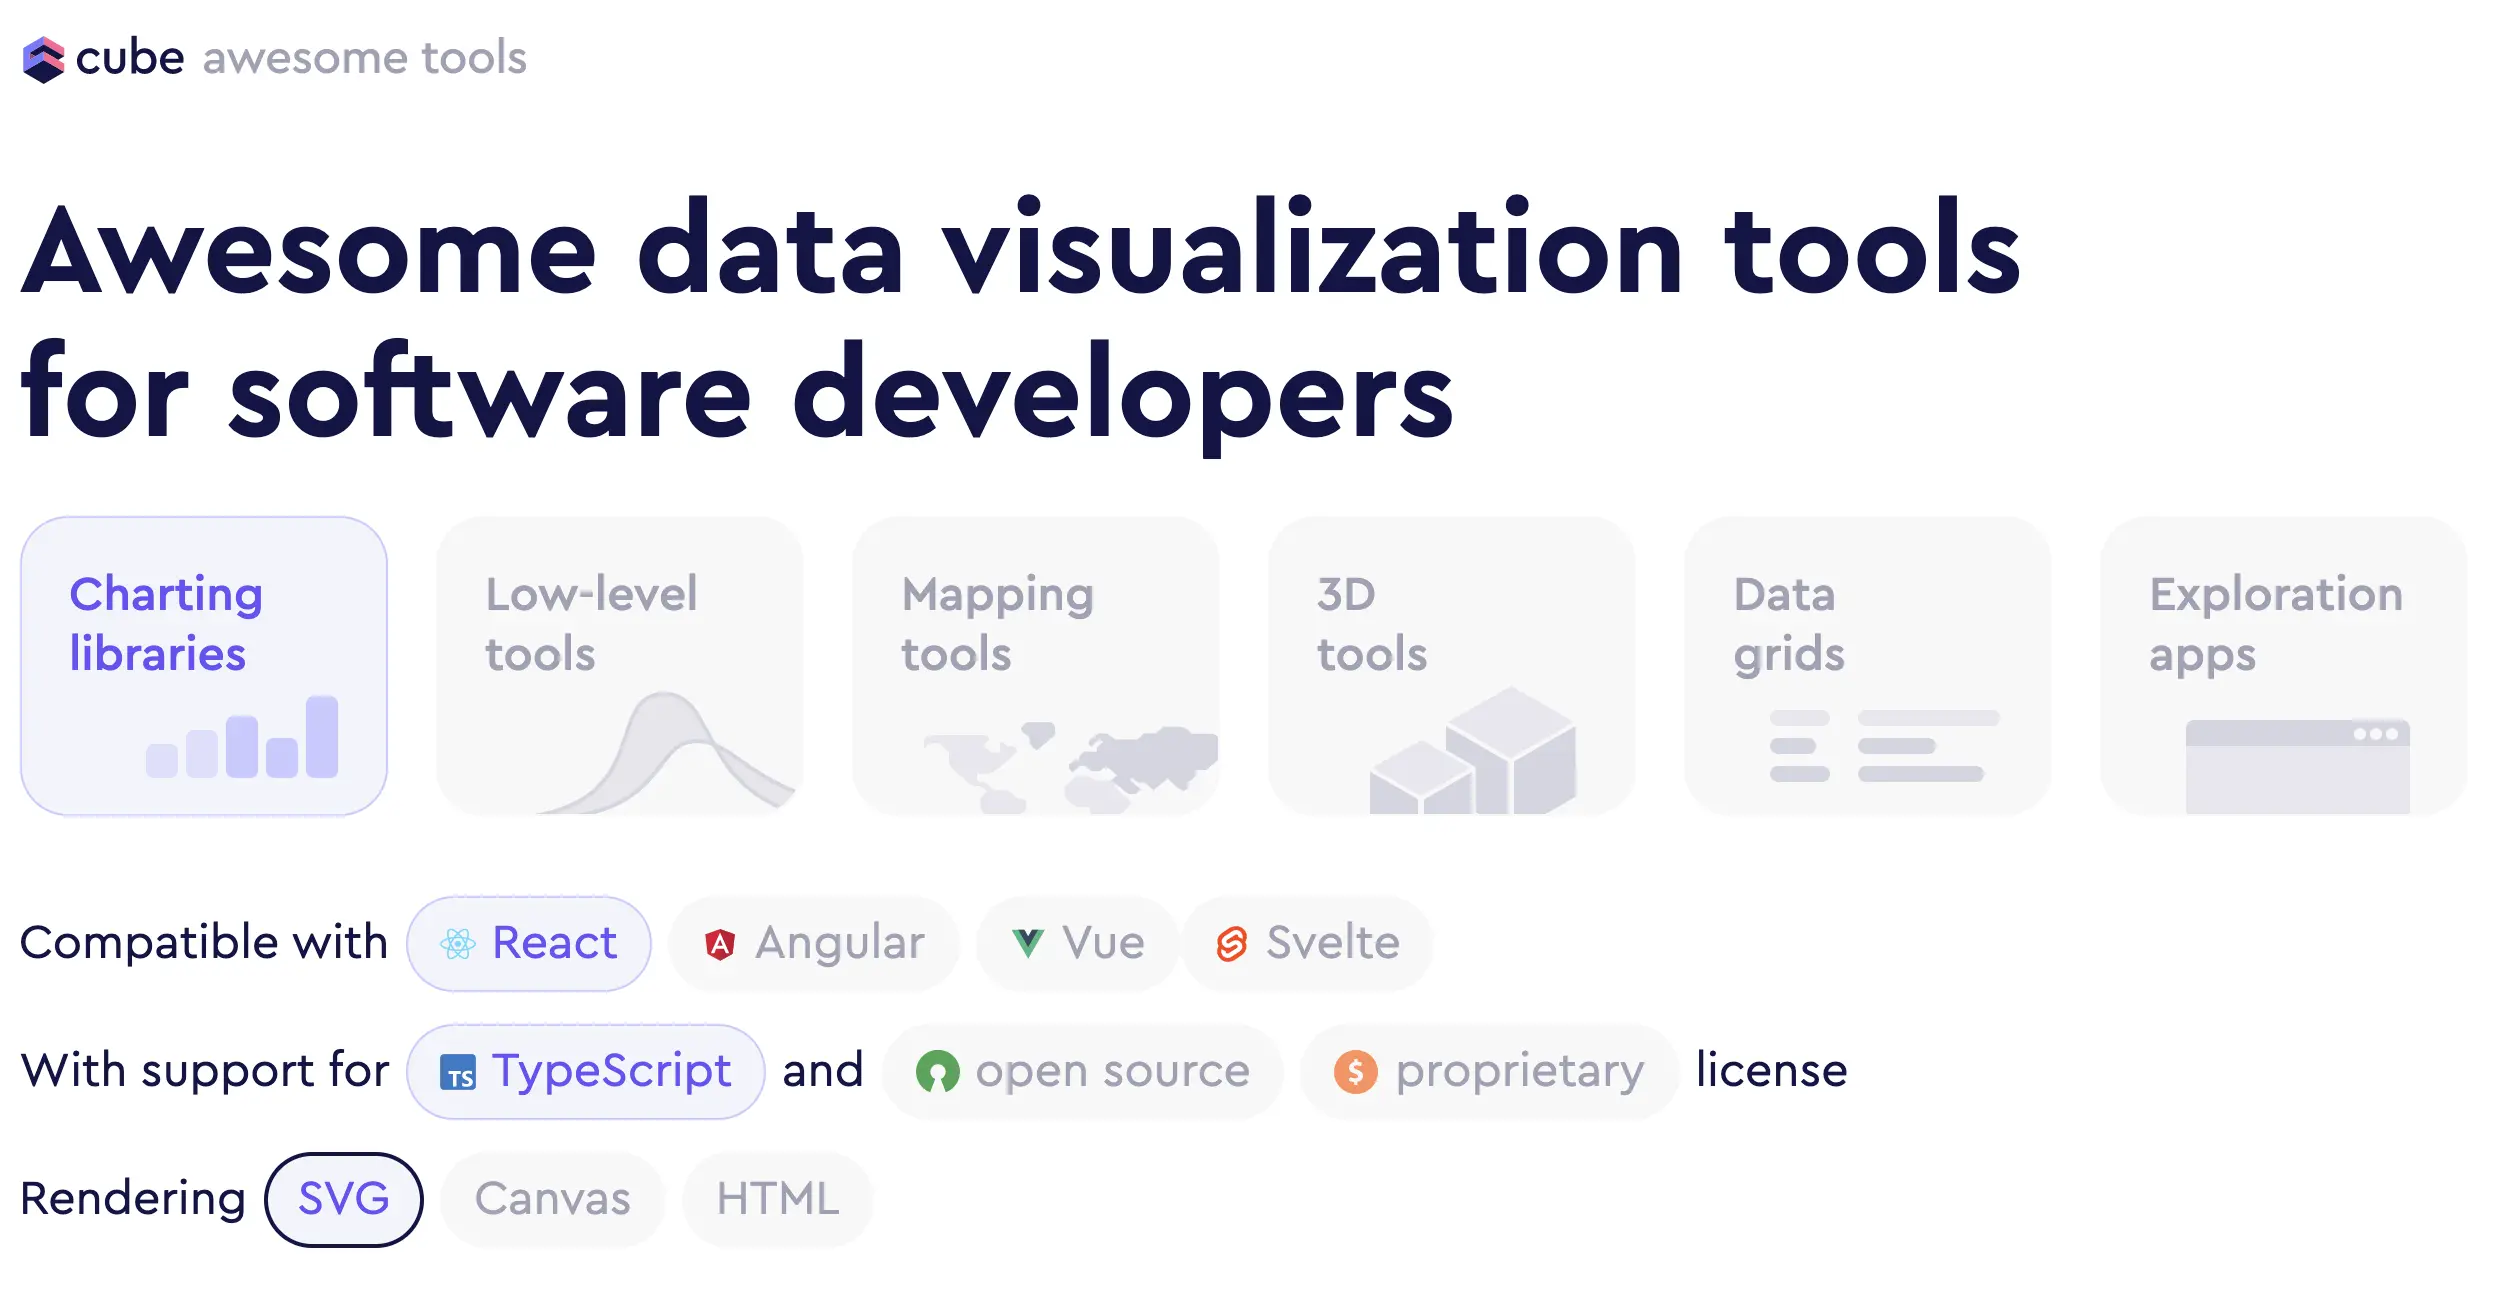 cube awesome tools
Awesome data visualization tools
for software developers
Charting
libraries
Low-level
tools
Mapping
tools
3D
tools
Data
grids
Exploration
apps
Compatible with React Angular Vue Svelte
With support for TS TypeScript and open source $ proprietary license
Rendering SVG Canvas HTML